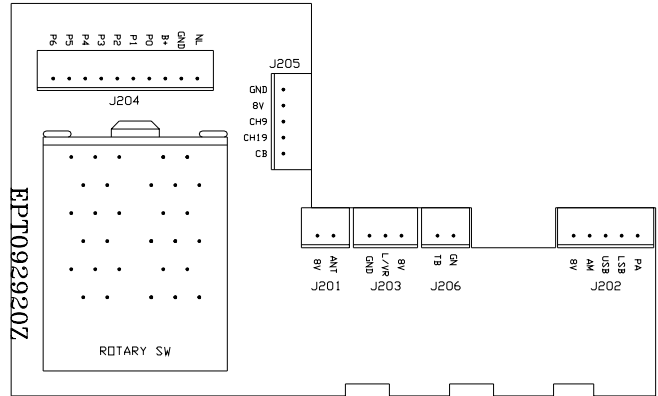 P6 P5 P4 P3 P2 P1 P0 B+ GND NL
J204
J205
GND
8V
CH9
CH19
CB
EPT09292OZ
8V ANT
J201
GND L/VR 8V
J203
TB GN
J206
8V AM USB LSB PA
J202
ROTARY SW